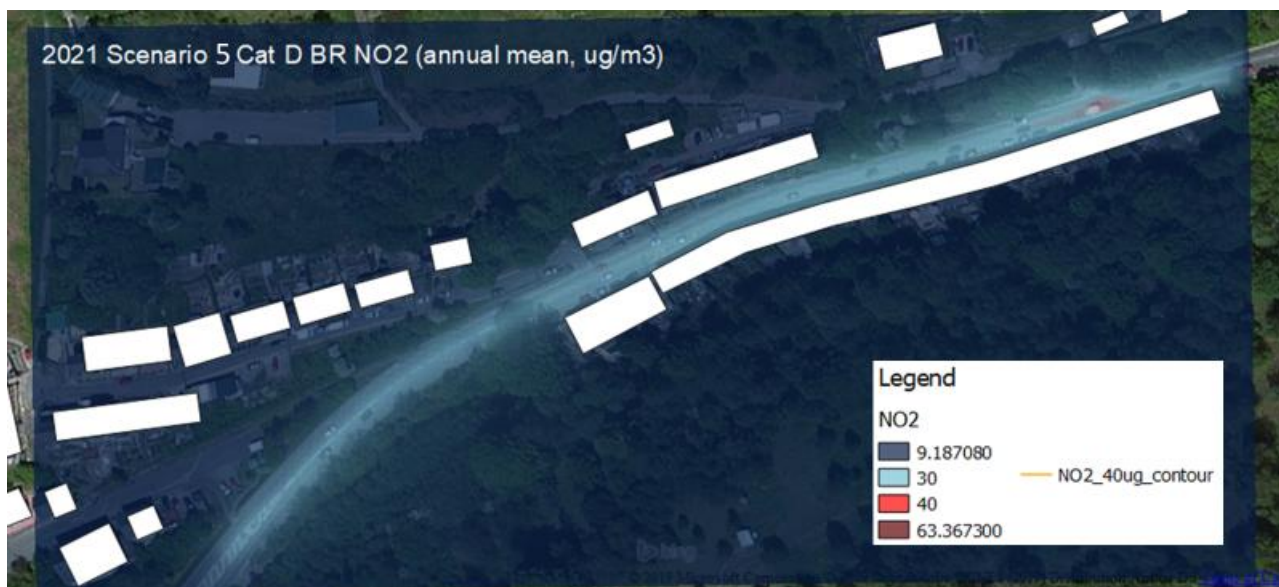 2021 Scenario 5 Cat D BR NO2 (annual mean, ug/m3)
Legend
NO2
9.187080
30
NO2_40ug_contour
40
63.367300